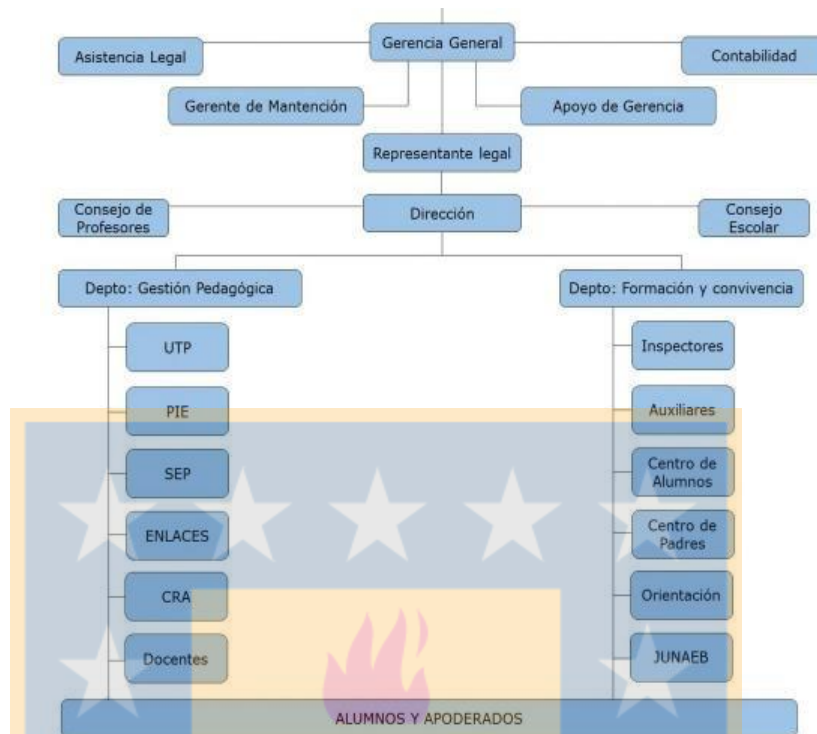 Gerencia General
Asistencia Legal
Contabilidad
Gerente de Mantención
Apoyo de Gerencia
Representante legal
Consejo de
Profesores
Dirección
Consejo
Escolar
Depto: Gestión Pedagógica
Depto: Formación y convivencia
UTP
PIE
SEP
ENLACES
CRA
Docentes
Inspectores
Auxiliares
Centro de
Alumnos
Centro de
Padres
Orientación
JUNAEB
ALUMNOS Y APODERADOS